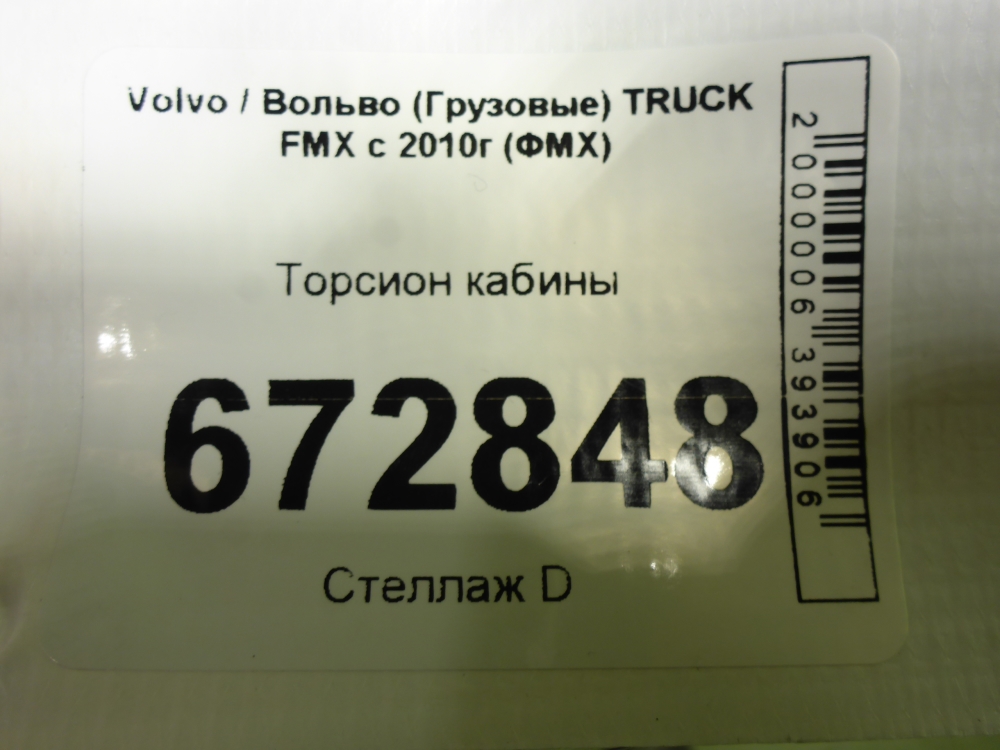 Volvo / Вольво (Грузовые) TRUCK
FMX с 2010г (ФМХ)
Торсион кабины
672848
Стеллаж D
2000006393906